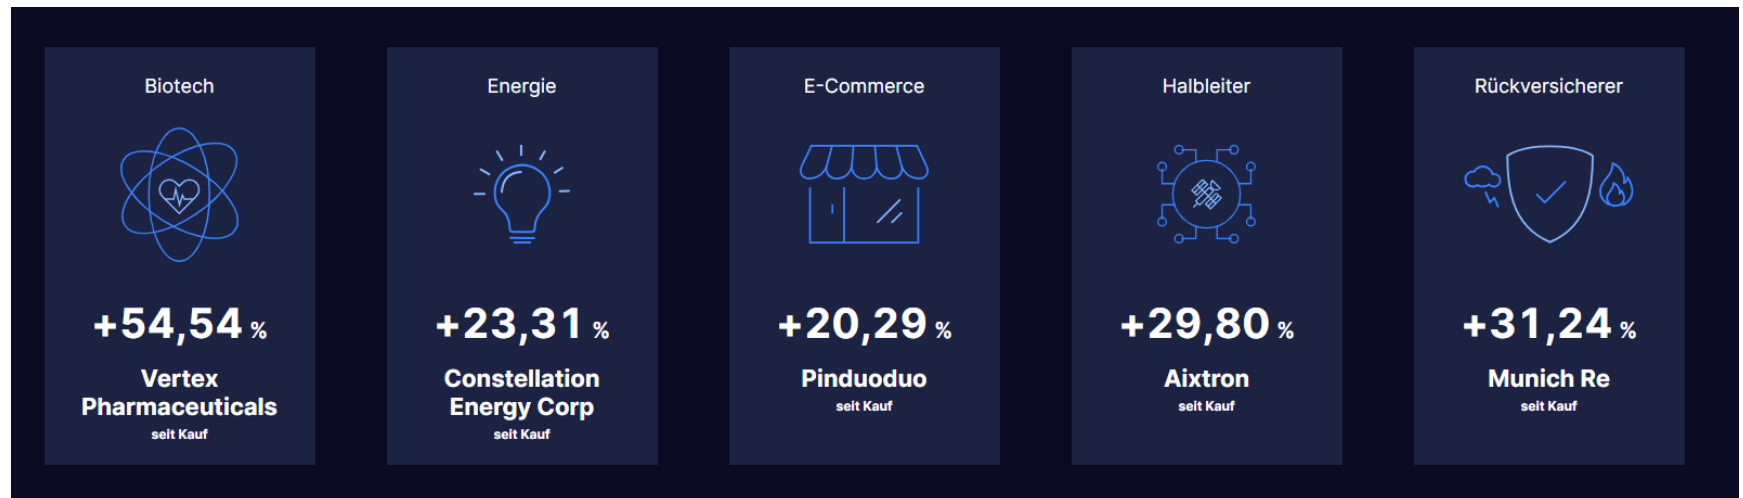 Biotech
+54,54 %
Vertex
Pharmaceuticals
seit Kauf
Energie
+23,31 %
Constellation
Energy Corp
seit Kauf
E-Commerce
+20,29 %
Pinduoduo
seit Kauf
Halbleiter
+29,80 %
Aixtron
seit Kauf
Rückversicherer
+31,24 %
Munich Re
seit Kauf